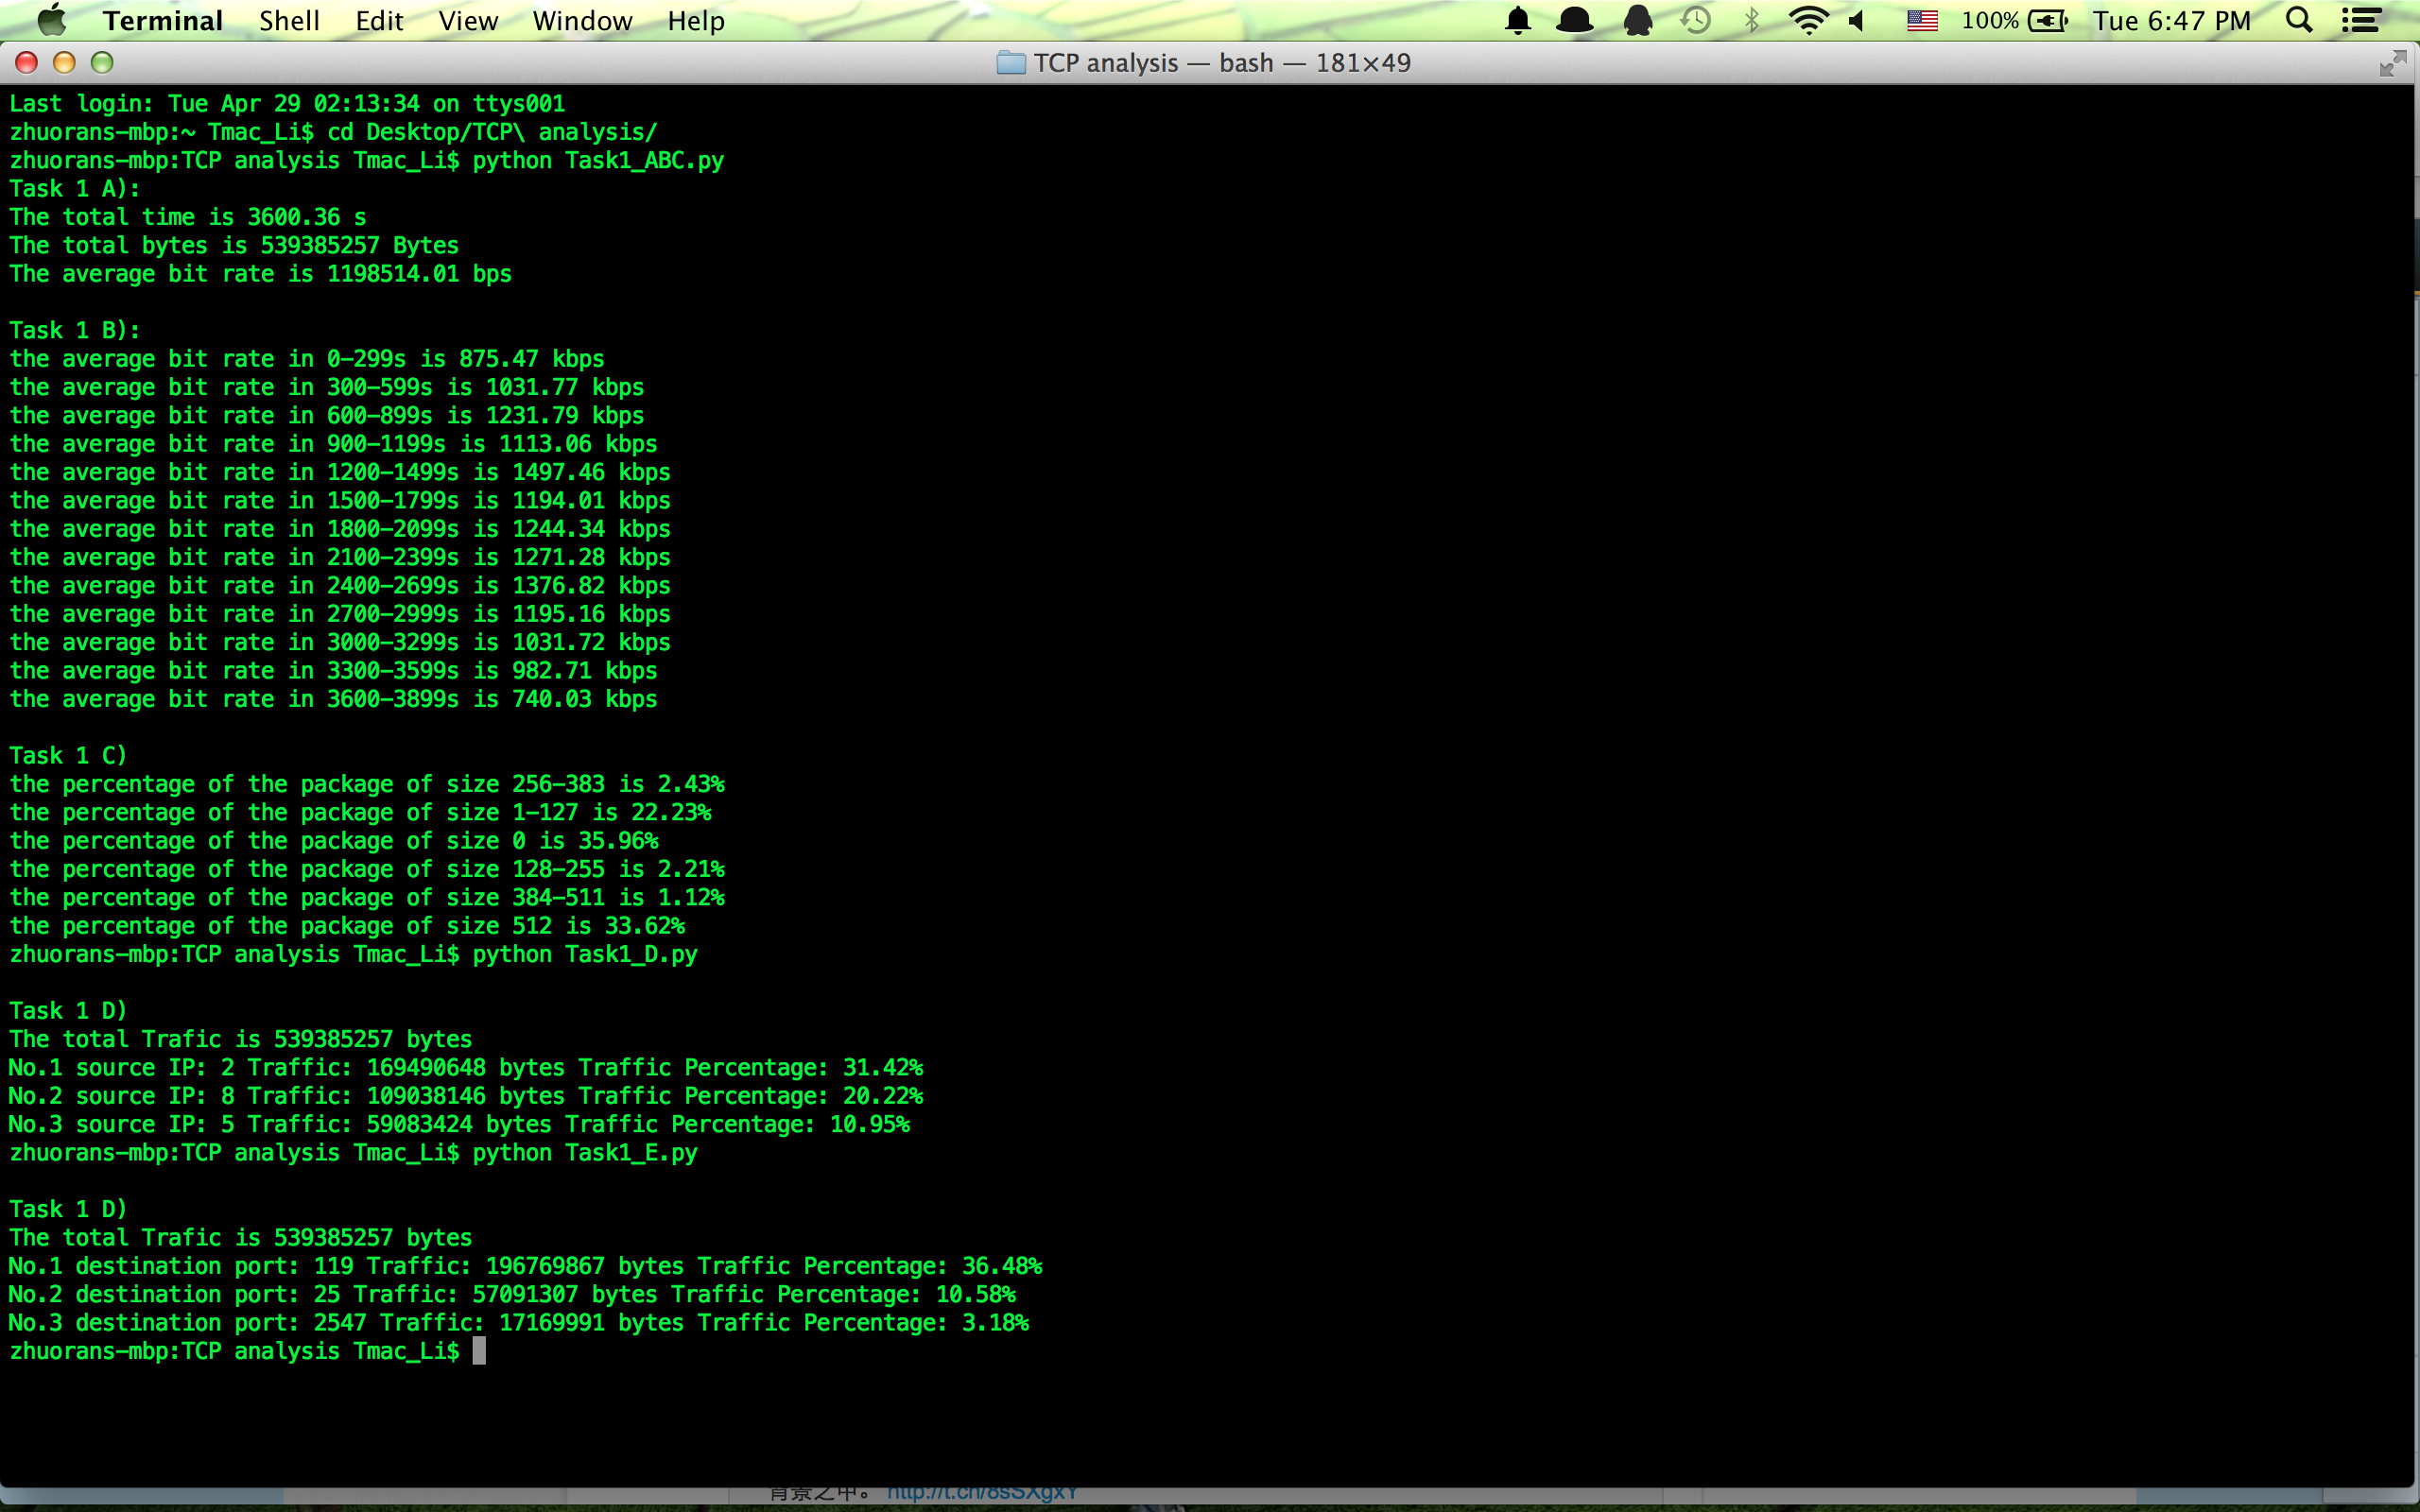 Terminal Shell Edit View Window Help 100% Tue 6:47 PM
TCP analysis — bash — 181×49
Last login: Tue Apr 29 02:13:34 on ttys001
zhuorans-mbp:~ Tmac_Li$ cd Desktop/TCP\ analysis/
zhuorans-mbp:TCP analysis Tmac_Li$ python Task1_ABC.py
Task 1 A):
The total time is 3600.36 s
The total bytes is 539385257 Bytes
The average bit rate is 1198514.01 bps
Task 1 B):
the average bit rate in 0-299s is 875.47 kbps
the average bit rate in 300-599s is 1031.77 kbps
the average bit rate in 600-899s is 1231.79 kbps
the average bit rate in 900-1199s is 1113.06 kbps
the average bit rate in 1200-1499s is 1497.46 kbps
the average bit rate in 1500-1799s is 1194.01 kbps
the average bit rate in 1800-2099s is 1244.34 kbps
the average bit rate in 2100-2399s is 1271.28 kbps
the average bit rate in 2400-2699s is 1376.82 kbps
the average bit rate in 2700-2999s is 1195.16 kbps
the average bit rate in 3000-3299s is 1031.72 kbps
the average bit rate in 3300-3599s is 982.71 kbps
the average bit rate in 3600-3899s is 740.03 kbps
Task 1 C)
the percentage of the package of size 256-383 is 2.43%
the percentage of the package of size 1-127 is 22.23%
the percentage of the package of size 0 is 35.96%
the percentage of the package of size 128-255 is 2.21%
the percentage of the package of size 384-511 is 1.12%
the percentage of the package of size 512 is 33.62%
zhuorans-mbp:TCP analysis Tmac_Li$ python Task1_D.py
Task 1 D)
The total Trafic is 539385257 bytes
No.1 source IP: 2 Traffic: 169490648 bytes Traffic Percentage: 31.42%
No.2 source IP: 8 Traffic: 109038146 bytes Traffic Percentage: 20.22%
No.3 source IP: 5 Traffic: 59083424 bytes Traffic Percentage: 10.95%
zhuorans-mbp:TCP analysis Tmac_Li$ python Task1_E.py
Task 1 D)
The total Trafic is 539385257 bytes
No.1 destination port: 119 Traffic: 196769867 bytes Traffic Percentage: 36.48%
No.2 destination port: 25 Traffic: 57091307 bytes Traffic Percentage: 10.58%
No.3 destination port: 2547 Traffic: 17169991 bytes Traffic Percentage: 3.18%
zhuorans-mbp:TCP analysis Tmac_Li$
背景之中。 http://t.cn/8sSXgxY